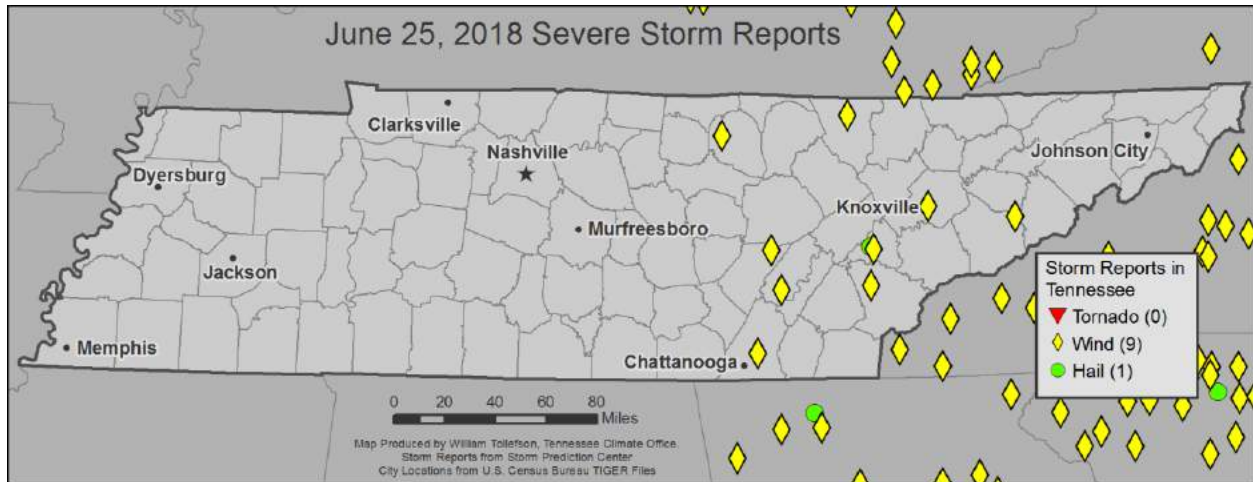 June 25, 2018 Severe Storm Reports
Clarksville
Nashville
Johnson City
Dyersburg
Knoxville
Murfreesboro
Jackson
Storm Reports in
Tennessee
Tornado (0)
Wind (9)
Hail (1)
Memphis
Chattanooga
0 20 40 60 80
Miles
Map Produced by William Tollefson, Tennessee Climate Office.
Storm Reports from Storm Prediction Center
City Locations from U.S. Census Bureau TIGER Files